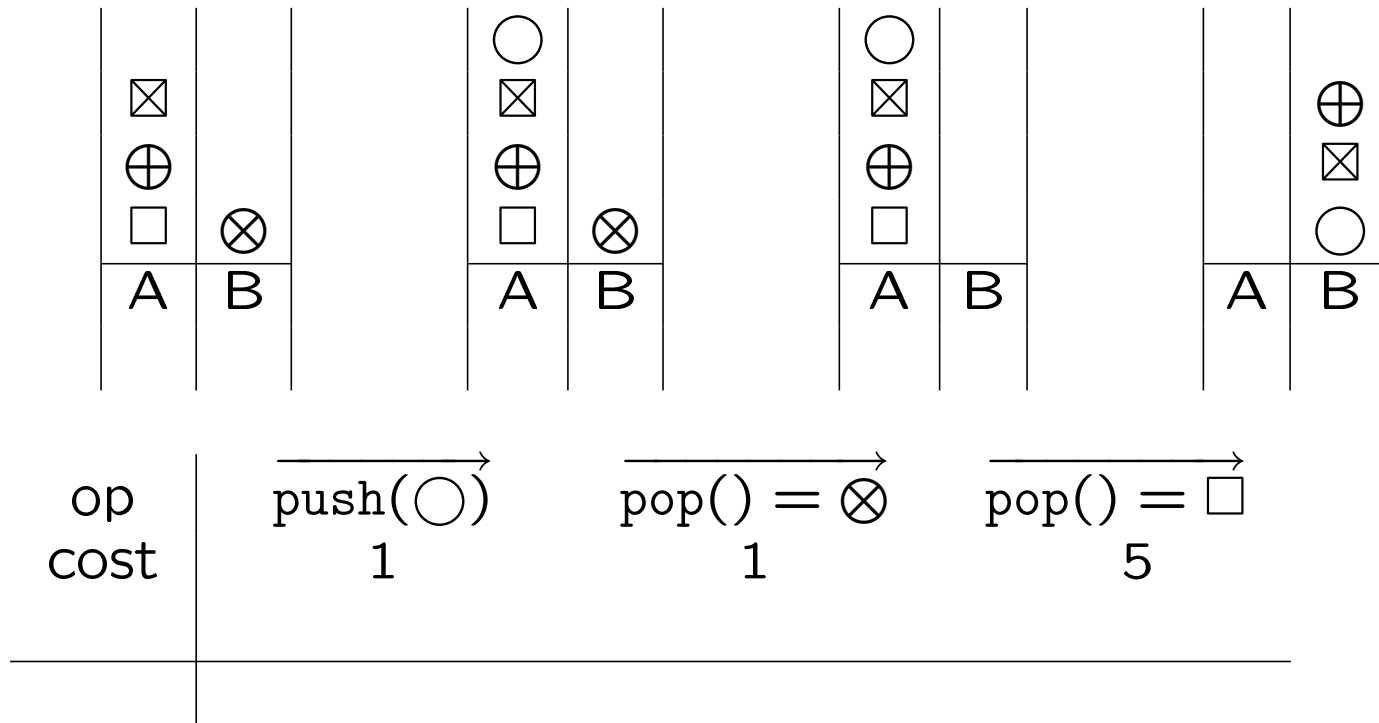 A B A B A B A B
op push(○) pop() = ⊗ pop() = □
cost 1 1 5